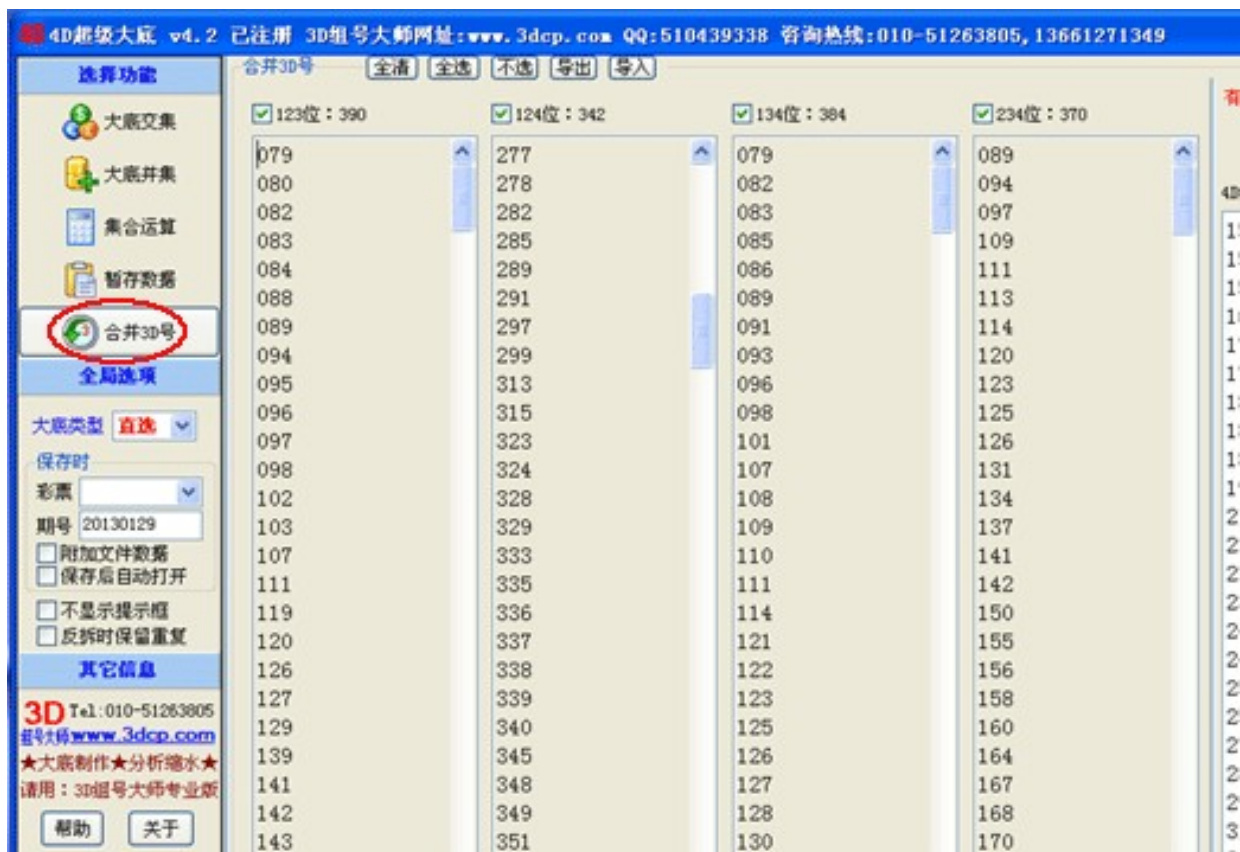 4D超级大底 v4.2 已注册 3D组号大师网址:www.3dcp.com QQ:510439338 咨询热线:010-51263805,13661271349
选择功能
大底交集
大底并集
集合运算
暂存数据
合并3D号
全局选项
大底类型 直选
保存时
彩票
期号 20130129
附加文件数据
保存后自动打开
不显示提示框
反拆时保留重复
其它信息
3D Tel:010-51263805
组号大师www.3dcp.com
★大底制作★分析缩水★
请用：3D组号大师专业版
帮助 关于
合并3D号 全清 全选 不选 导出 导入
123位：390 124位：342 134位：384 234位：370
079 277 079 089
080 278 082 094
082 282 083 097
083 285 085 109
084 289 086 111
088 291 089 113
089 297 091 114
094 299 093 120
095 313 096 123
096 315 098 125
097 323 101 126
098 324 107 131
102 328 108 134
103 329 109 137
107 333 110 141
111 335 111 142
119 336 114 150
120 337 121 155
126 338 122 156
127 339 123 158
129 340 125 160
139 345 126 164
141 348 127 167
142 349 128 168
143 351 130 170